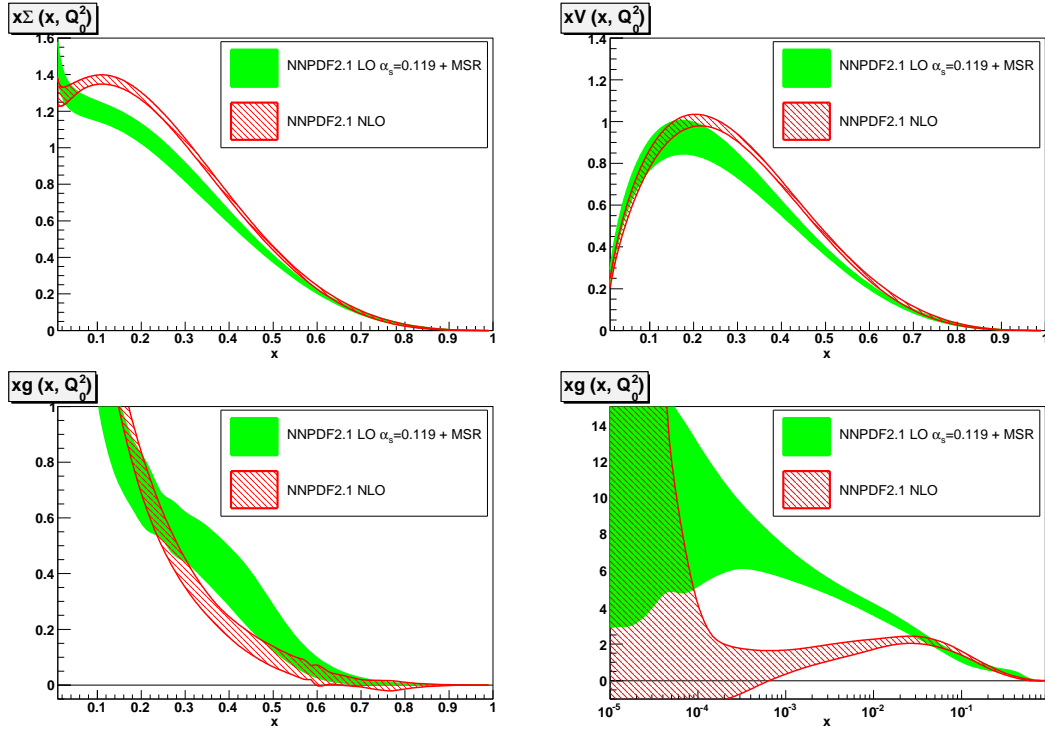 xΣ (x, Q₀²)
1.6
1.4
1.2
1
0.8
0.6
0.4
0.2
0
0.1 0.2 0.3 0.4 0.5 0.6 0.7 0.8 0.9 1
x
NNPDF2.1 LO αₛ=0.119 + MSR
NNPDF2.1 NLO
xV (x, Q₀²)
1.4
1.2
1
0.8
0.6
0.4
0.2
0
0.1 0.2 0.3 0.4 0.5 0.6 0.7 0.8 0.9 1
x
NNPDF2.1 LO αₛ=0.119 + MSR
NNPDF2.1 NLO
xg (x, Q₀²)
1
0.8
0.6
0.4
0.2
0
0.1 0.2 0.3 0.4 0.5 0.6 0.7 0.8 0.9 1
x
NNPDF2.1 LO αₛ=0.119 + MSR
NNPDF2.1 NLO
xg (x, Q₀²)
14
12
10
8
6
4
2
0
10⁻⁵ 10⁻⁴ 10⁻³ 10⁻² 10⁻¹ 1
x
NNPDF2.1 LO αₛ=0.119 + MSR
NNPDF2.1 NLO